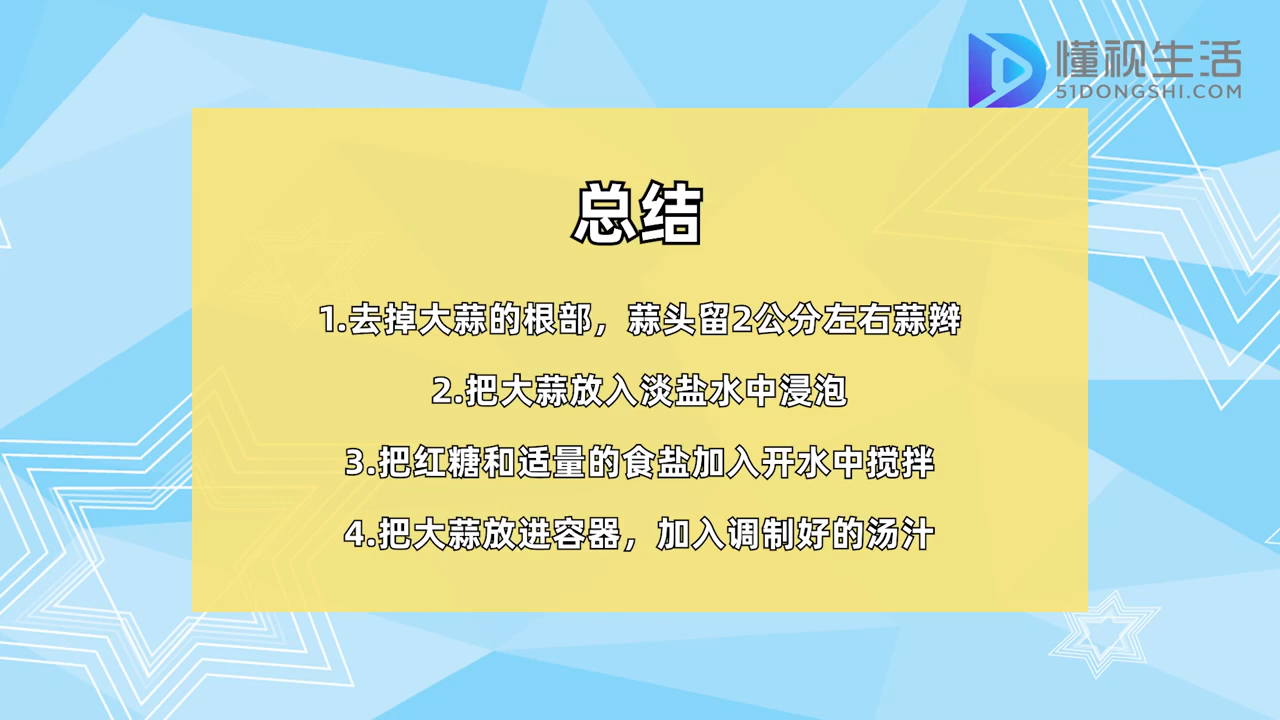 懂视生活
51DONGSHI.COM
总结
1.去掉大蒜的根部，蒜头留2公分左右蒜辫
2.把大蒜放入淡盐水中浸泡
3.把红糖和适量的食盐加入开水中搅拌
4.把大蒜放进容器，加入调制好的汤汁